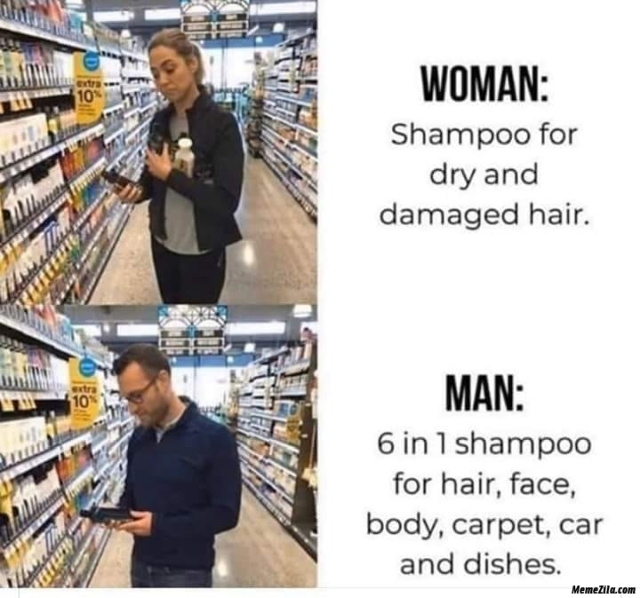 extra
10%
WOMAN:
Shampoo for
dry and
damaged hair.
extra
10%
MAN:
6 in 1 shampoo
for hair, face,
body, carpet, car
and dishes.
MemeZila.com